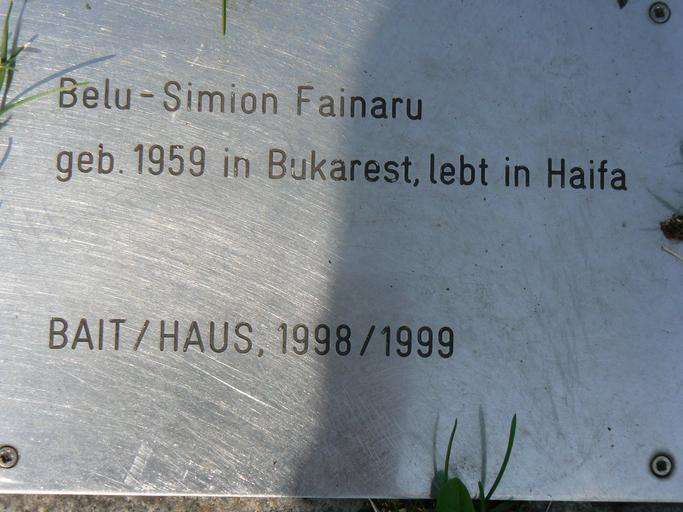 Belu-Simion Fainaru
geb. 1959 in Bukarest, lebt in Haifa
BAIT/HAUS, 1998/1999